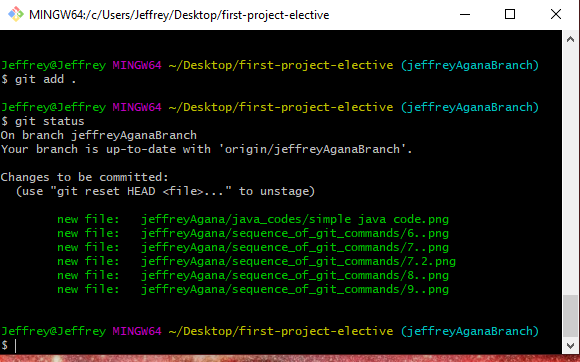 MINGW64:/c/Users/Jeffrey/Desktop/first-project-elective
Jeffrey@Jeffrey MINGW64 ~/Desktop/first-project-elective (jeffreyAganaBranch)
$ git add .
Jeffrey@Jeffrey MINGW64 ~/Desktop/first-project-elective (jeffreyAganaBranch)
$ git status
On branch jeffreyAganaBranch
Your branch is up-to-date with 'origin/jeffreyAganaBranch'.
Changes to be committed:
(use "git reset HEAD <file>..." to unstage)
new file: jeffreyAgana/java_codes/simple java code.png
new file: jeffreyAgana/sequence_of_git_commands/6..png
new file: jeffreyAgana/sequence_of_git_commands/7..png
new file: jeffreyAgana/sequence_of_git_commands/7.2.png
new file: jeffreyAgana/sequence_of_git_commands/8..png
new file: jeffreyAgana/sequence_of_git_commands/9..png
Jeffrey@Jeffrey MINGW64 ~/Desktop/first-project-elective (jeffreyAganaBranch)
$